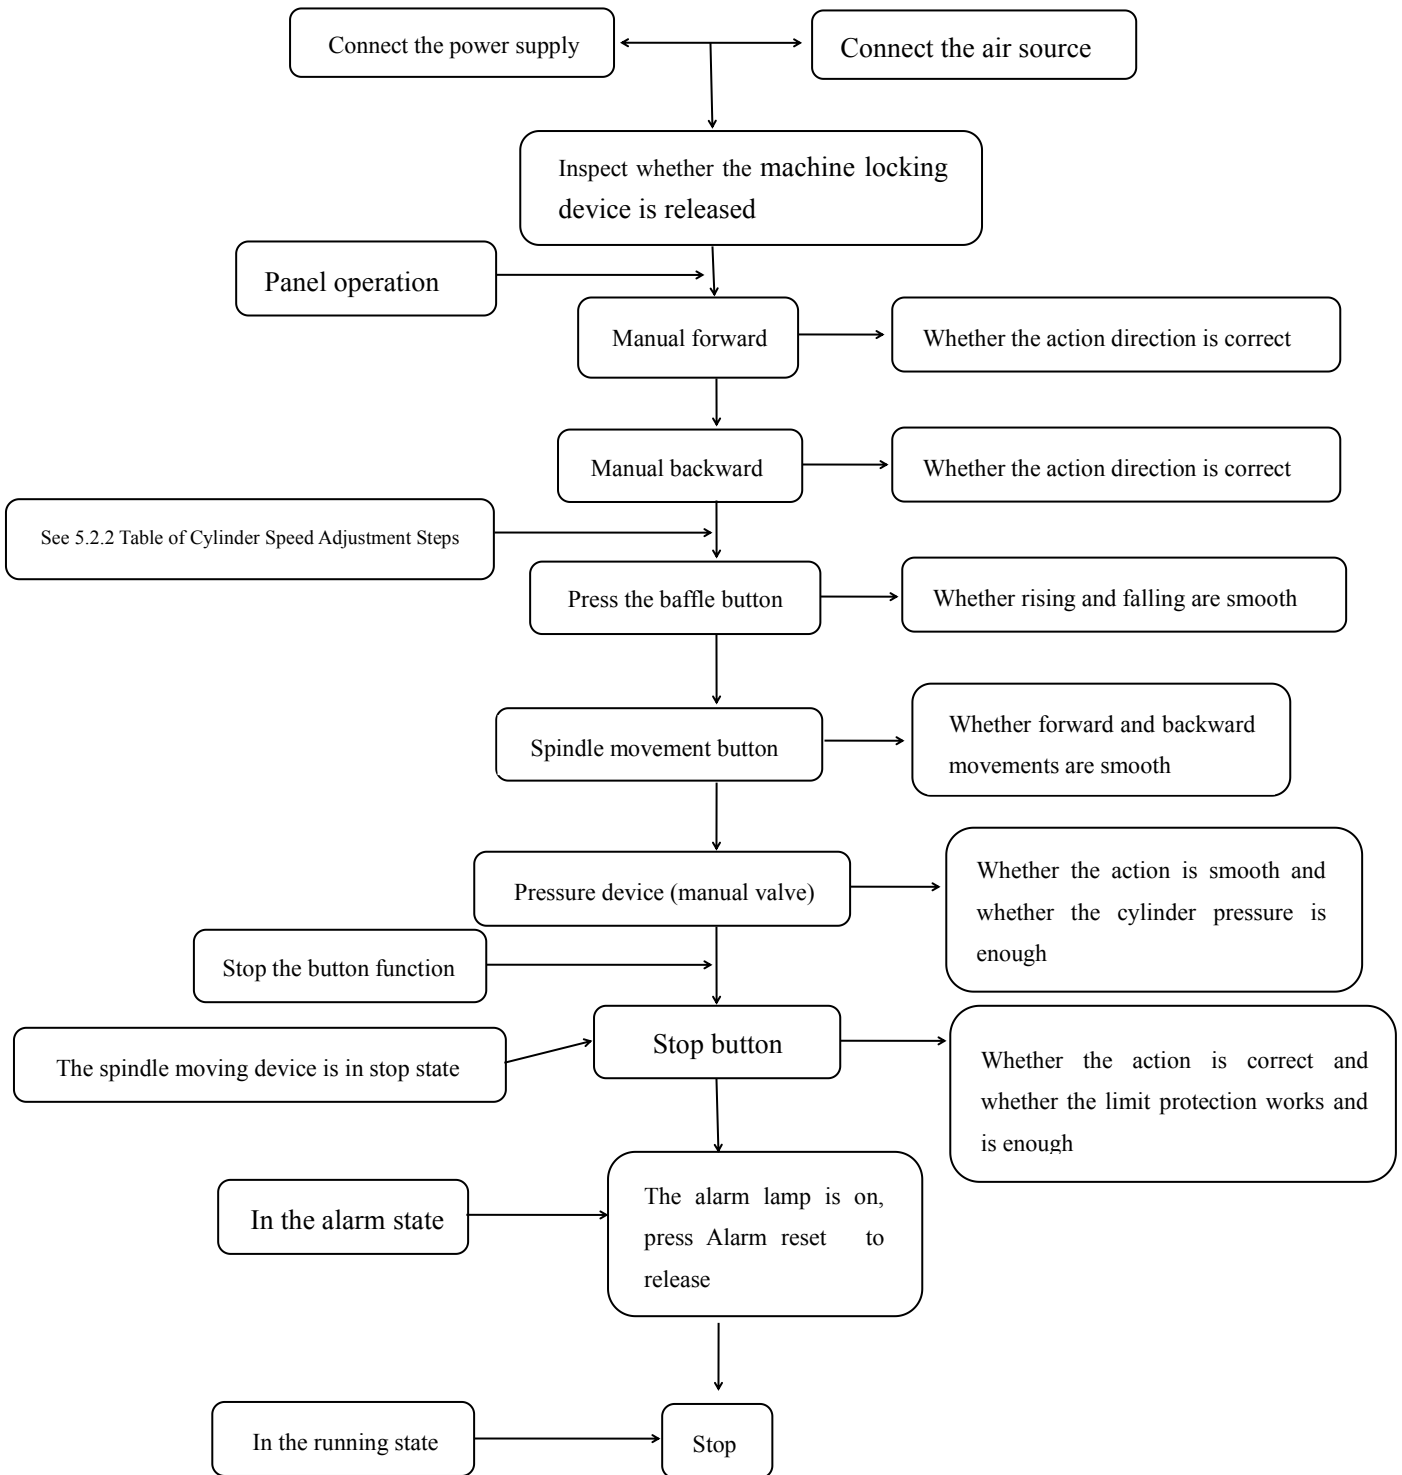 Connect the power supply
Connect the air source
Inspect whether the machine locking
device is released
Panel operation
Manual forward
Whether the action direction is correct
Manual backward
Whether the action direction is correct
See 5.2.2 Table of Cylinder Speed Adjustment Steps
Press the baffle button
Whether rising and falling are smooth
Spindle movement button
Whether forward and backward
movements are smooth
Pressure device (manual valve)
Whether the action is smooth and
whether the cylinder pressure is
enough
Stop the button function
Stop button
The spindle moving device is in stop state
Whether the action is correct and
whether the limit protection works and
is enough
In the alarm state
The alarm lamp is on,
press Alarm reset to
release
In the running state
Stop